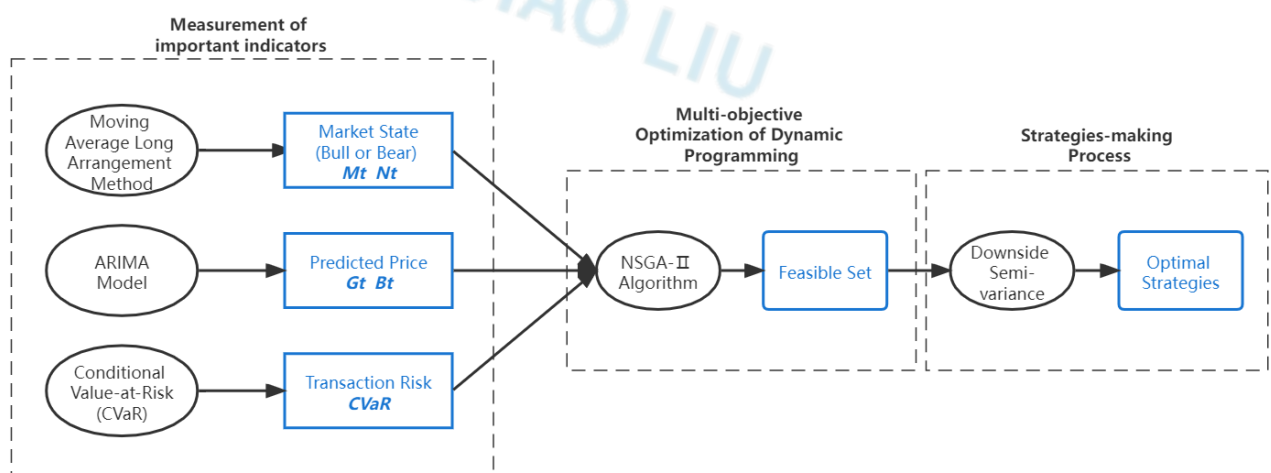 HAO LIU
Measurement of
important indicators
Moving
Average Long
Arrangement
Method
Market State
(Bull or Bear)
Mt Nt
ARIMA
Model
Predicted Price
Gt Bt
Conditional
Value-at-Risk
(CVaR)
Transaction Risk
CVaR
Multi-objective
Optimization of Dynamic
Programming
NSGA-Ⅱ
Algorithm
Feasible Set
Strategies-making
Process
Downside
Semi-
variance
Optimal
Strategies